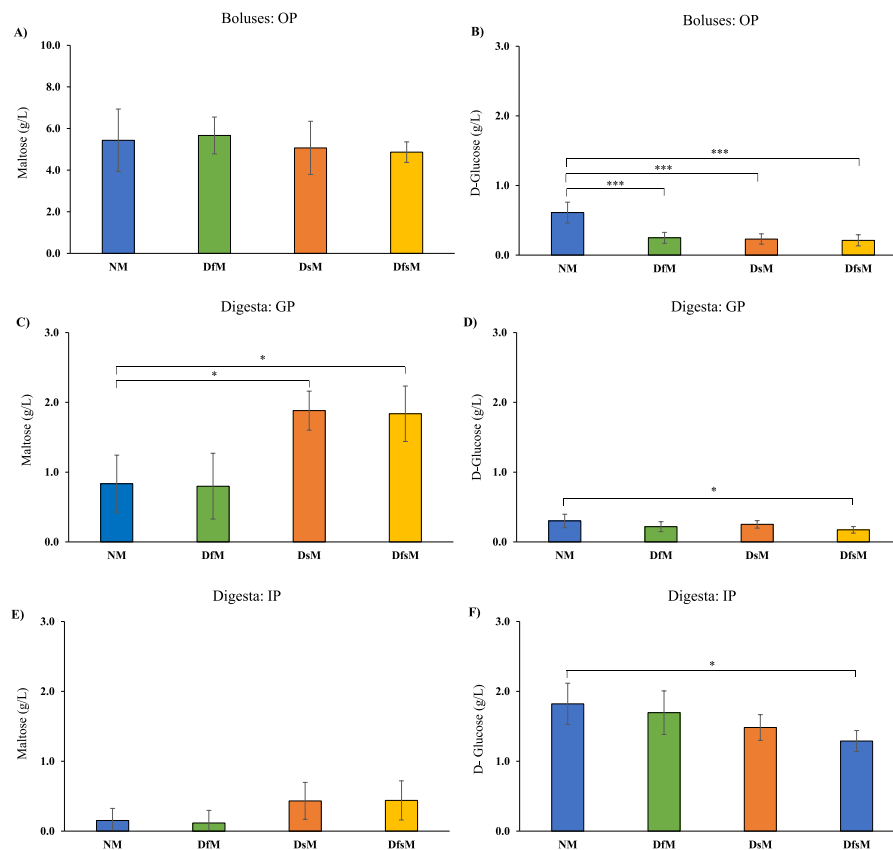 A)
Boluses: OP
Maltose (g/L)
10.0
8.0
6.0
4.0
2.0
0.0
NM DfM DsM DfsM
B)
Boluses: OP
D-Glucose (g/L)
3.0
2.0
1.0
0.0
***
***
***
NM DfM DsM DfsM
C)
Digesta: GP
Maltose (g/L)
3.0
2.0
1.0
0.0
*
*
NM DfM DsM DfsM
D)
Digesta: GP
D-Glucose (g/L)
3.0
2.0
1.0
0.0
*
NM DfM DsM DfsM
E)
Digesta: IP
Maltose (g/L)
3.0
2.0
1.0
0.0
NM DfM DsM DfsM
F)
Digesta: IP
D- Glucose (g/L)
3.0
2.0
1.0
0.0
*
NM DfM DsM DfsM